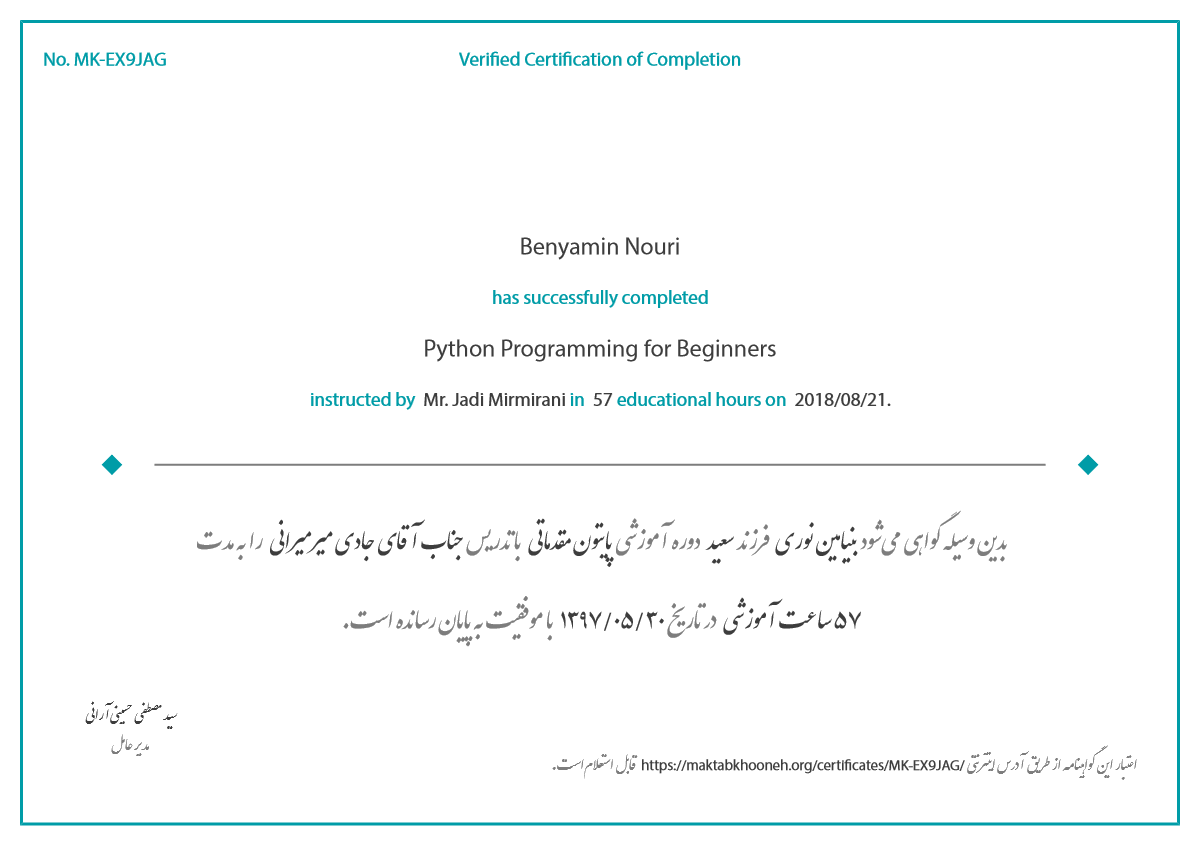 No. MK-EX9JAG
Verified Certification of Completion
Benyamin Nouri
has successfully completed
Python Programming for Beginners
instructed by Mr. Jadi Mirmirani in 57 educational hours on 2018/08/21.
بدین وسیله گواهی می‌شود بنیامین نوری فرزند سعید دوره آموزشی پایتون مقدماتی با تدریس جناب آقای جادی میرمیرانی را به مدت
۵۷ ساعت آموزشی در تاریخ ۱۳۹۷/۰۵/۳۰ با موفقیت به پایان رسانده است.
سید مصطفی حسینی آرانی
مدیر عامل
اعتبار این گواهینامه از طریق آدرس اینترنتی https://maktabkhooneh.org/certificates/MK-EX9JAG/ قابل استعلام است.